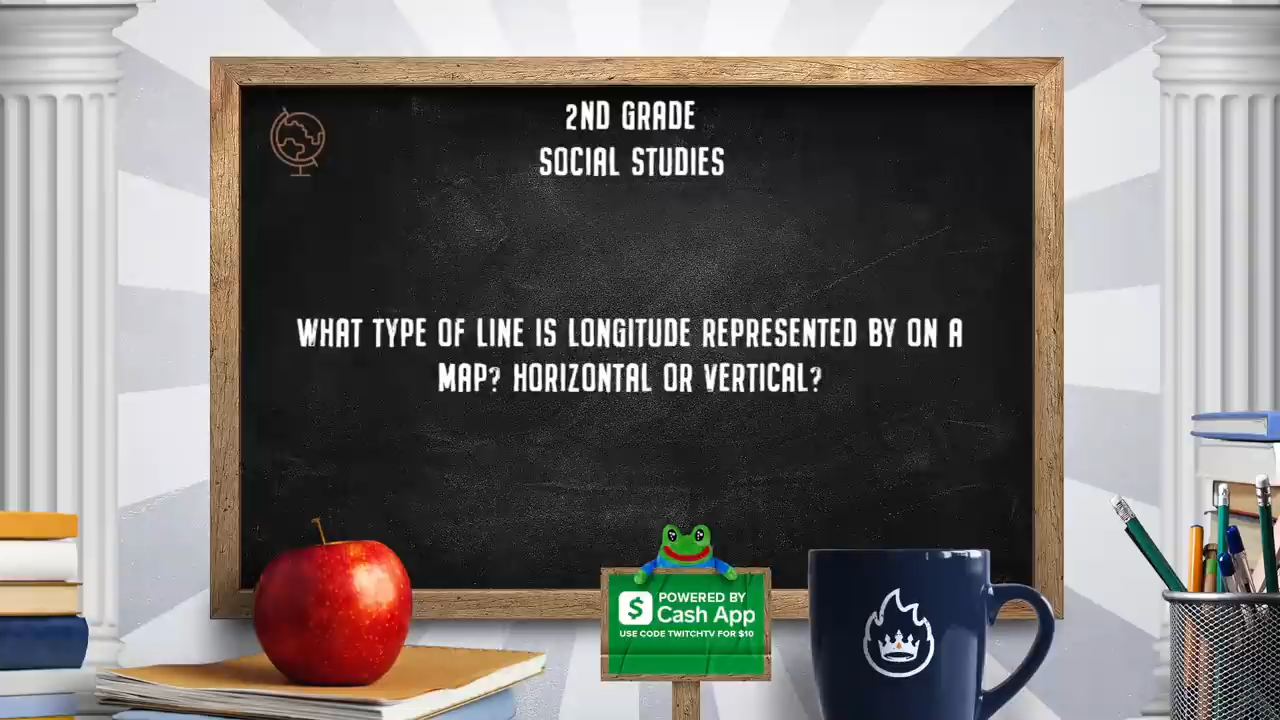 2ND GRADE
SOCIAL STUDIES
WHAT TYPE OF LINE IS LONGITUDE REPRESENTED BY ON A
MAP? HORIZONTAL OR VERTICAL?
$ POWERED BY
Cash App
USE CODE TWITCHTV FOR $10